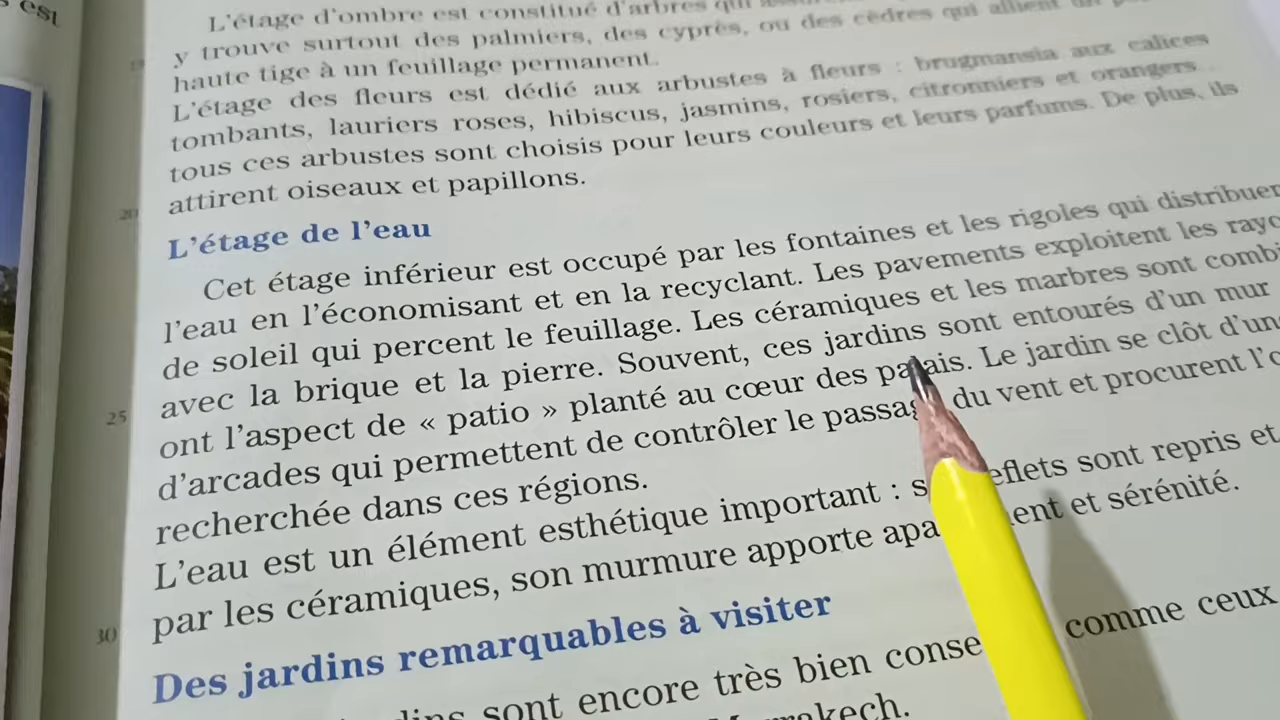 est
L'étage d'ombre est constitué d'arbres qui
y trouve surtout des palmiers, des cyprès, ou des cèdres qui allient un
haute tige à un feuillage permanent.
L'étage des fleurs est dédié aux arbustes à fleurs : brugmansia aux calices
tombants, lauriers roses, hibiscus, jasmins, rosiers, citronniers et orangers
tous ces arbustes sont choisis pour leurs couleurs et leurs parfums. De plus, ils
20 attirent oiseaux et papillons.
L'étage de l'eau
Cet étage inférieur est occupé par les fontaines et les rigoles qui distribuen
l'eau en l'économisant et en la recyclant. Les pavements exploitent les rayo
de soleil qui percent le feuillage. Les céramiques et les marbres sont combi
avec la brique et la pierre. Souvent, ces jardins sont entourés d'un mur
25 ont l'aspect de « patio » planté au cœur des palais. Le jardin se clôt d'un
d'arcades qui permettent de contrôler le passag du vent et procurent l'o
recherchée dans ces régions.
L'eau est un élément esthétique important : s eflets sont repris et
par les céramiques, son murmure apporte apa ent et sérénité.
30
Des jardins remarquables à visiter
dins sont encore très bien conse comme ceux
rrakech.